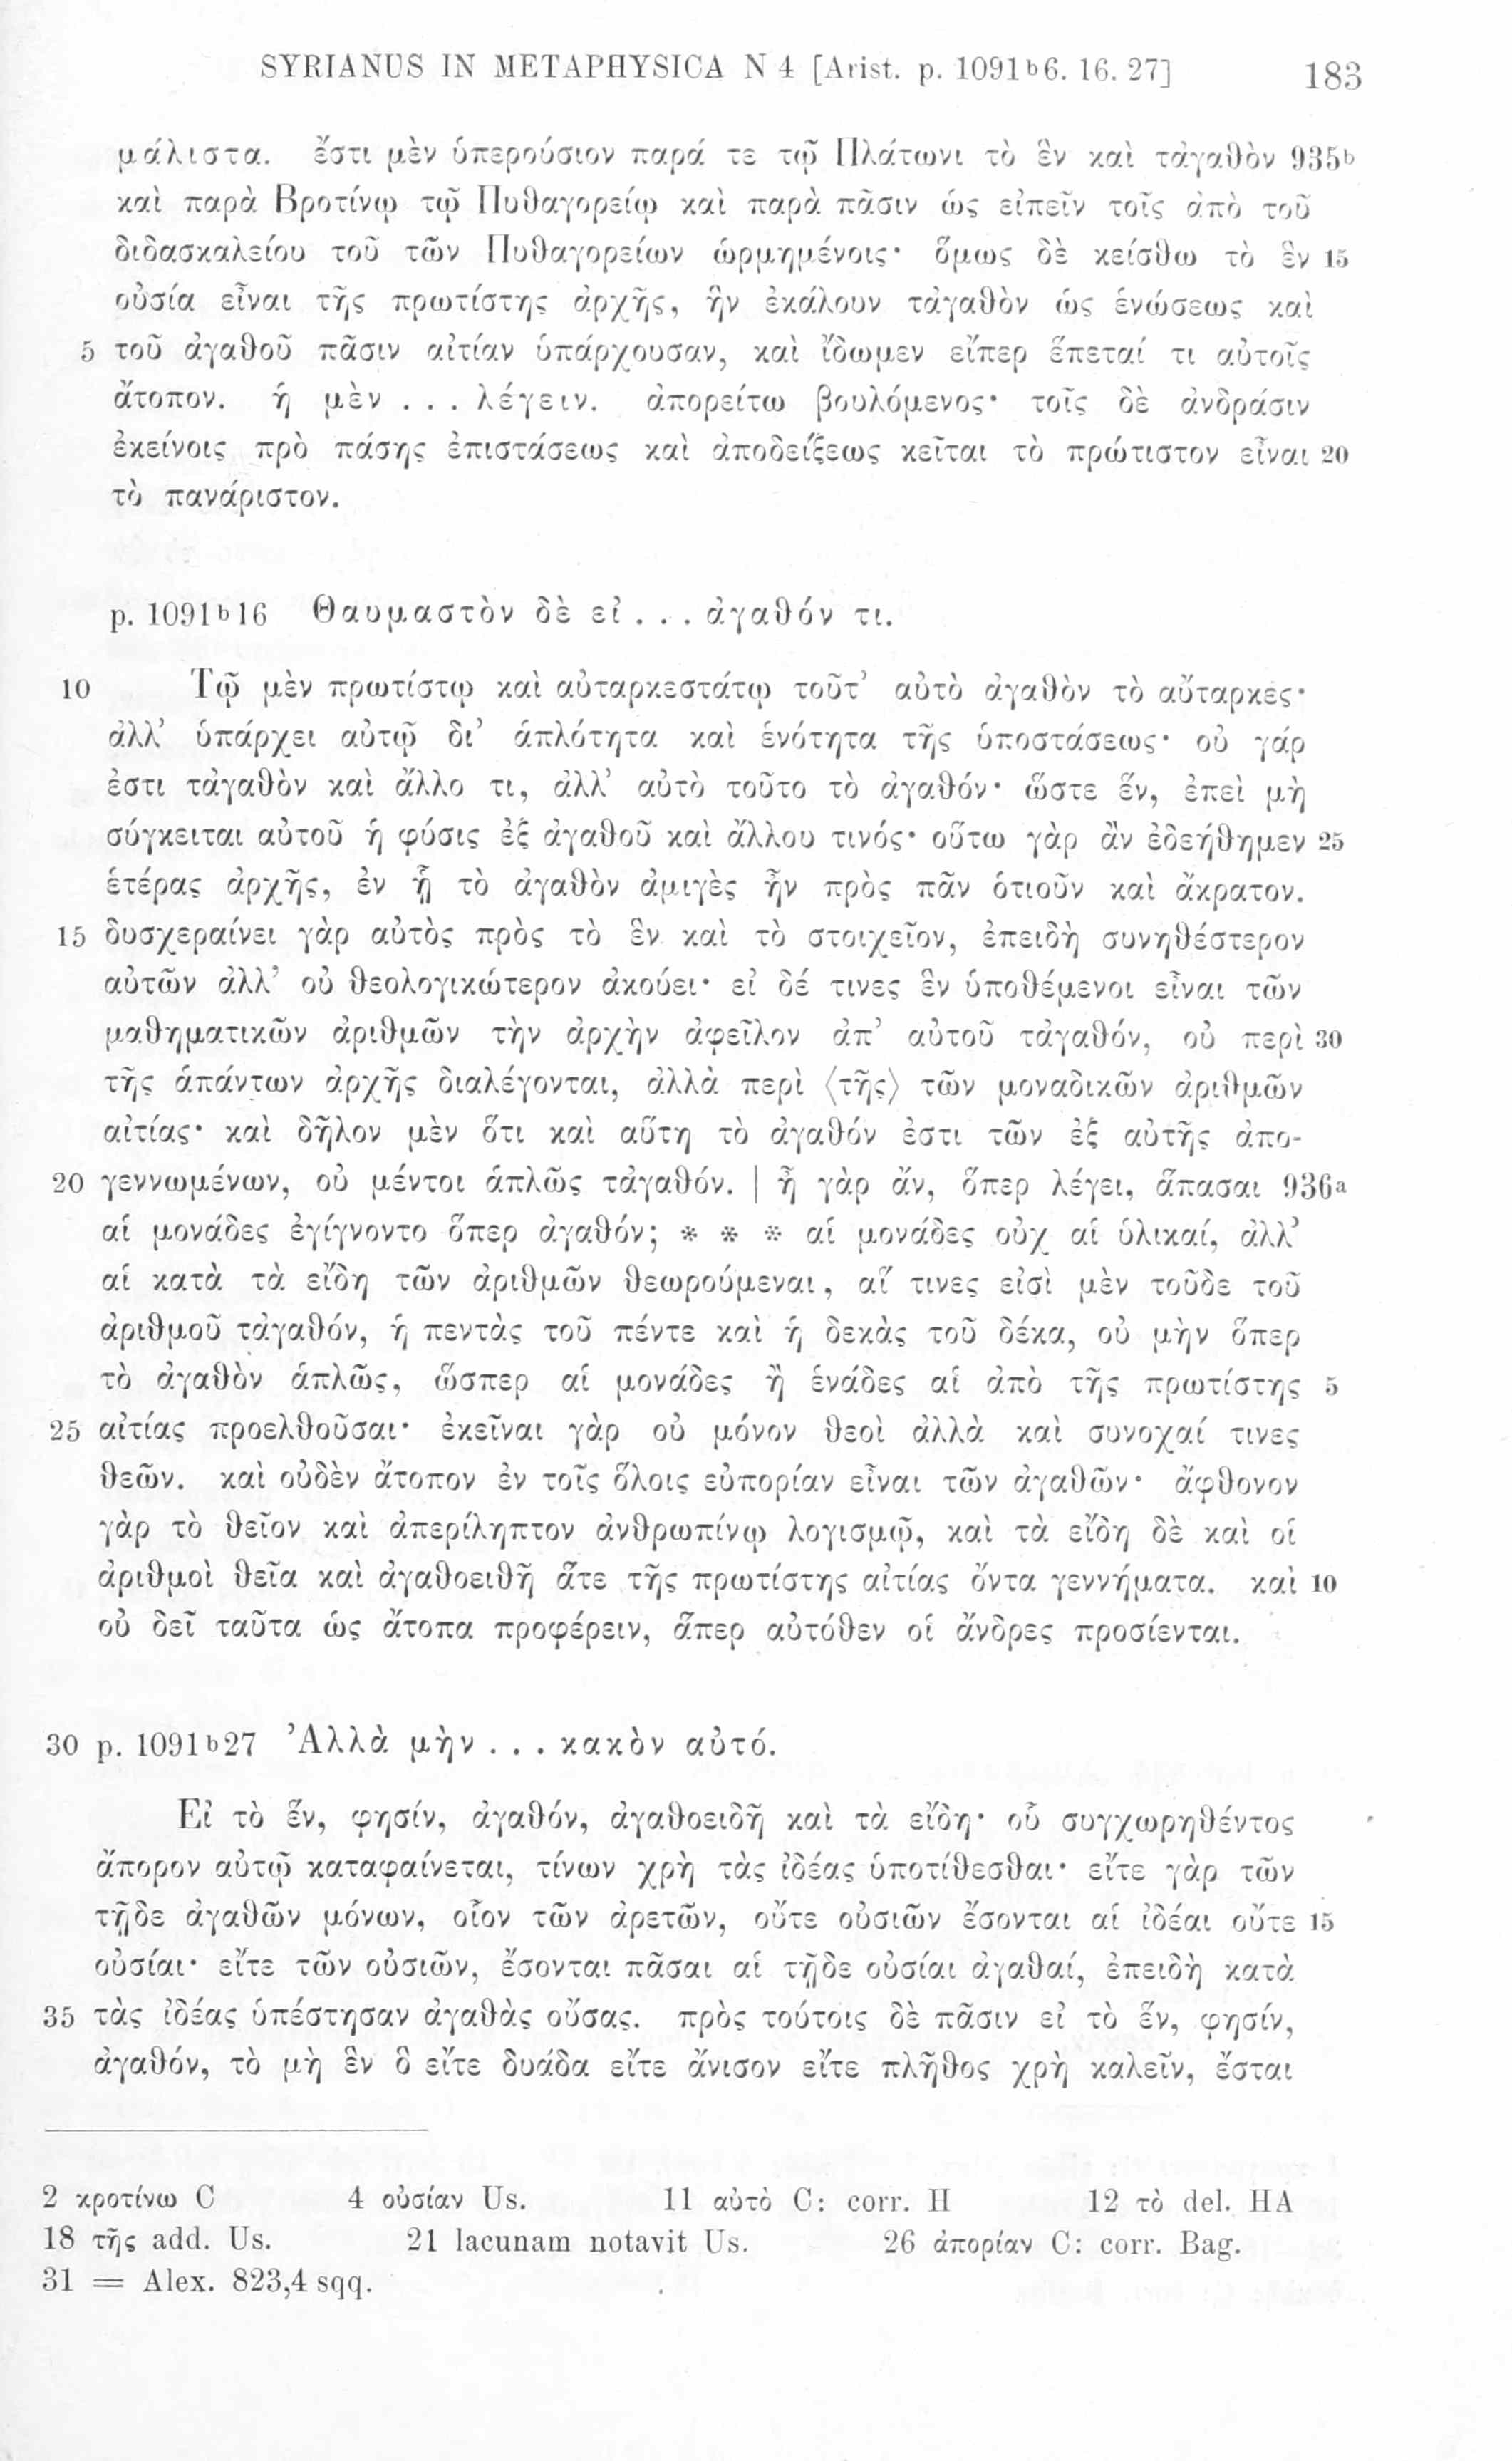 SYRIANUS IN METAPHYSICA N 4 [Arist. p. 1091ᵇ6. 16. 27] 183
μάλιστα. ἔστι μὲν ὑπερούσιον παρά τε τῷ Πλάτωνι τὸ ἓν καὶ τἀγαθὸν 935ᵇ
καὶ παρὰ Βροτίνῳ τῷ Πυθαγορείῳ καὶ παρὰ πᾶσιν ὡς εἰπεῖν τοῖς ἀπὸ τοῦ
διδασκαλείου τοῦ τῶν Πυθαγορείων ὡρμημένοις· ὅμως δὲ κείσθω τὸ ἓν 15
οὐσία εἶναι τῆς πρωτίστης ἀρχῆς, ἣν ἐκάλουν τἀγαθὸν ὡς ἑνώσεως καὶ
5 τοῦ ἀγαθοῦ πᾶσιν αἰτίαν ὑπάρχουσαν, καὶ ἴδωμεν εἴπερ ἕπεταί τι αὐτοῖς
ἄτοπον. ἡ μὲν . . . λέγειν. ἀπορείτω βουλόμενος· τοῖς δὲ ἀνδράσιν
ἐκείνοις πρὸ πάσης ἐπιστάσεως καὶ ἀποδείξεως κεῖται τὸ πρώτιστον εἶναι 20
τὸ πανάριστον.
p. 1091ᵇ16 Θαυμαστὸν δὲ εἰ . . . ἀγαθόν τι.
10 Τῷ μὲν πρωτίστῳ καὶ αὐταρκεστάτῳ τοῦτ’ αὐτὸ ἀγαθὸν τὸ αὔταρκες·
ἀλλ’ ὑπάρχει αὐτῷ δι’ ἁπλότητα καὶ ἑνότητα τῆς ὑποστάσεως· οὐ γάρ
ἐστι τἀγαθὸν καὶ ἄλλο τι, ἀλλ’ αὐτὸ τοῦτο τὸ ἀγαθόν· ὥστε ἕν, ἐπεὶ μὴ
σύγκειται αὐτοῦ ἡ φύσις ἐξ ἀγαθοῦ καὶ ἄλλου τινός· οὕτω γὰρ ἂν ἐδεήθημεν 25
ἑτέρας ἀρχῆς, ἐν ᾗ τὸ ἀγαθὸν ἀμιγὲς ἦν πρὸς πᾶν ὁτιοῦν καὶ ἄκρατον.
15 δυσχεραίνει γὰρ αὐτὸς πρὸς τὸ ἓν καὶ τὸ στοιχεῖον, ἐπειδὴ συνηθέστερον
αὐτῶν ἀλλ’ οὐ θεολογικώτερον ἀκούει· εἰ δέ τινες ἓν ὑποθέμενοι εἶναι τῶν
μαθηματικῶν ἀριθμῶν τὴν ἀρχὴν ἀφεῖλον ἀπ’ αὐτοῦ τἀγαθόν, οὐ περὶ 30
τῆς ἁπάντων ἀρχῆς διαλέγονται, ἀλλὰ περὶ ⟨τῆς⟩ τῶν μοναδικῶν ἀριθμῶν
αἰτίας· καὶ δῆλον μὲν ὅτι καὶ αὕτη τὸ ἀγαθόν ἐστι τῶν ἐξ αὐτῆς ἀπο-
20 γεννωμένων, οὐ μέντοι ἁπλῶς τἀγαθόν. | ἦ γὰρ ἄν, ὅπερ λέγει, ἅπασαι 936ᵃ
αἱ μονάδες ἐγίγνοντο ὅπερ ἀγαθόν; * * * αἱ μονάδες οὐχ αἱ ὑλικαί, ἀλλ’
αἱ κατὰ τὰ εἴδη τῶν ἀριθμῶν θεωρούμεναι, αἵ τινες εἰσὶ μὲν τοῦδε τοῦ
ἀριθμοῦ τἀγαθόν, ἡ πεντὰς τοῦ πέντε καὶ ἡ δεκὰς τοῦ δέκα, οὐ μὴν ὅπερ
τὸ ἀγαθὸν ἁπλῶς, ὥσπερ αἱ μονάδες ἢ ἑνάδες αἱ ἀπὸ τῆς πρωτίστης 5
25 αἰτίας προελθοῦσαι· ἐκεῖναι γὰρ οὐ μόνον θεοὶ ἀλλὰ καὶ συνοχαί τινες
θεῶν. καὶ οὐδὲν ἄτοπον ἐν τοῖς ὅλοις εὐπορίαν εἶναι τῶν ἀγαθῶν· ἄφθονον
γὰρ τὸ θεῖον καὶ ἀπερίληπτον ἀνθρωπίνῳ λογισμῷ, καὶ τὰ εἴδη δὲ καὶ οἱ
ἀριθμοὶ θεῖα καὶ ἀγαθοειθῆ ἅτε τῆς πρωτίστης αἰτίας ὄντα γεννήματα. καὶ 10
οὐ δεῖ ταῦτα ὡς ἄτοπα προφέρειν, ἅπερ αὐτόθεν οἱ ἄνδρες προσίενται.
30 p. 1091ᵇ27 Ἀλλὰ μὴν . . . κακὸν αὐτό.
Εἰ τὸ ἕν, φησίν, ἀγαθόν, ἀγαθοειδῆ καὶ τὰ εἴδη· οὗ συγχωρηθέντος
ἄπορον αὐτῷ καταφαίνεται, τίνων χρὴ τὰς ἰδέας ὑποτίθεσθαι· εἴτε γὰρ τῶν
τῇδε ἀγαθῶν μόνων, οἷον τῶν ἀρετῶν, οὔτε οὐσιῶν ἔσονται αἱ ἰδέαι οὔτε 15
οὐσίαι· εἴτε τῶν οὐσιῶν, ἔσονται πᾶσαι αἱ τῇδε οὐσίαι ἀγαθαί, ἐπειδὴ κατὰ
35 τὰς ἰδέας ὑπέστησαν ἀγαθὰς οὔσας. πρὸς τούτοις δὲ πᾶσιν εἰ τὸ ἕν, φησίν,
ἀγαθόν, τὸ μὴ ἓν ὃ εἴτε δυάδα εἴτε ἄνισον εἴτε πλῆθος χρὴ καλεῖν, ἔσται
2 κροτίνω C 4 οὐσίαν Us. 11 αὐτὸ C: corr. H 12 τὸ del. HA
18 τῆς add. Us. 21 lacunam notavit Us. 26 ἀπορίαν C: corr. Bag.
31 = Alex. 823,4 sqq.